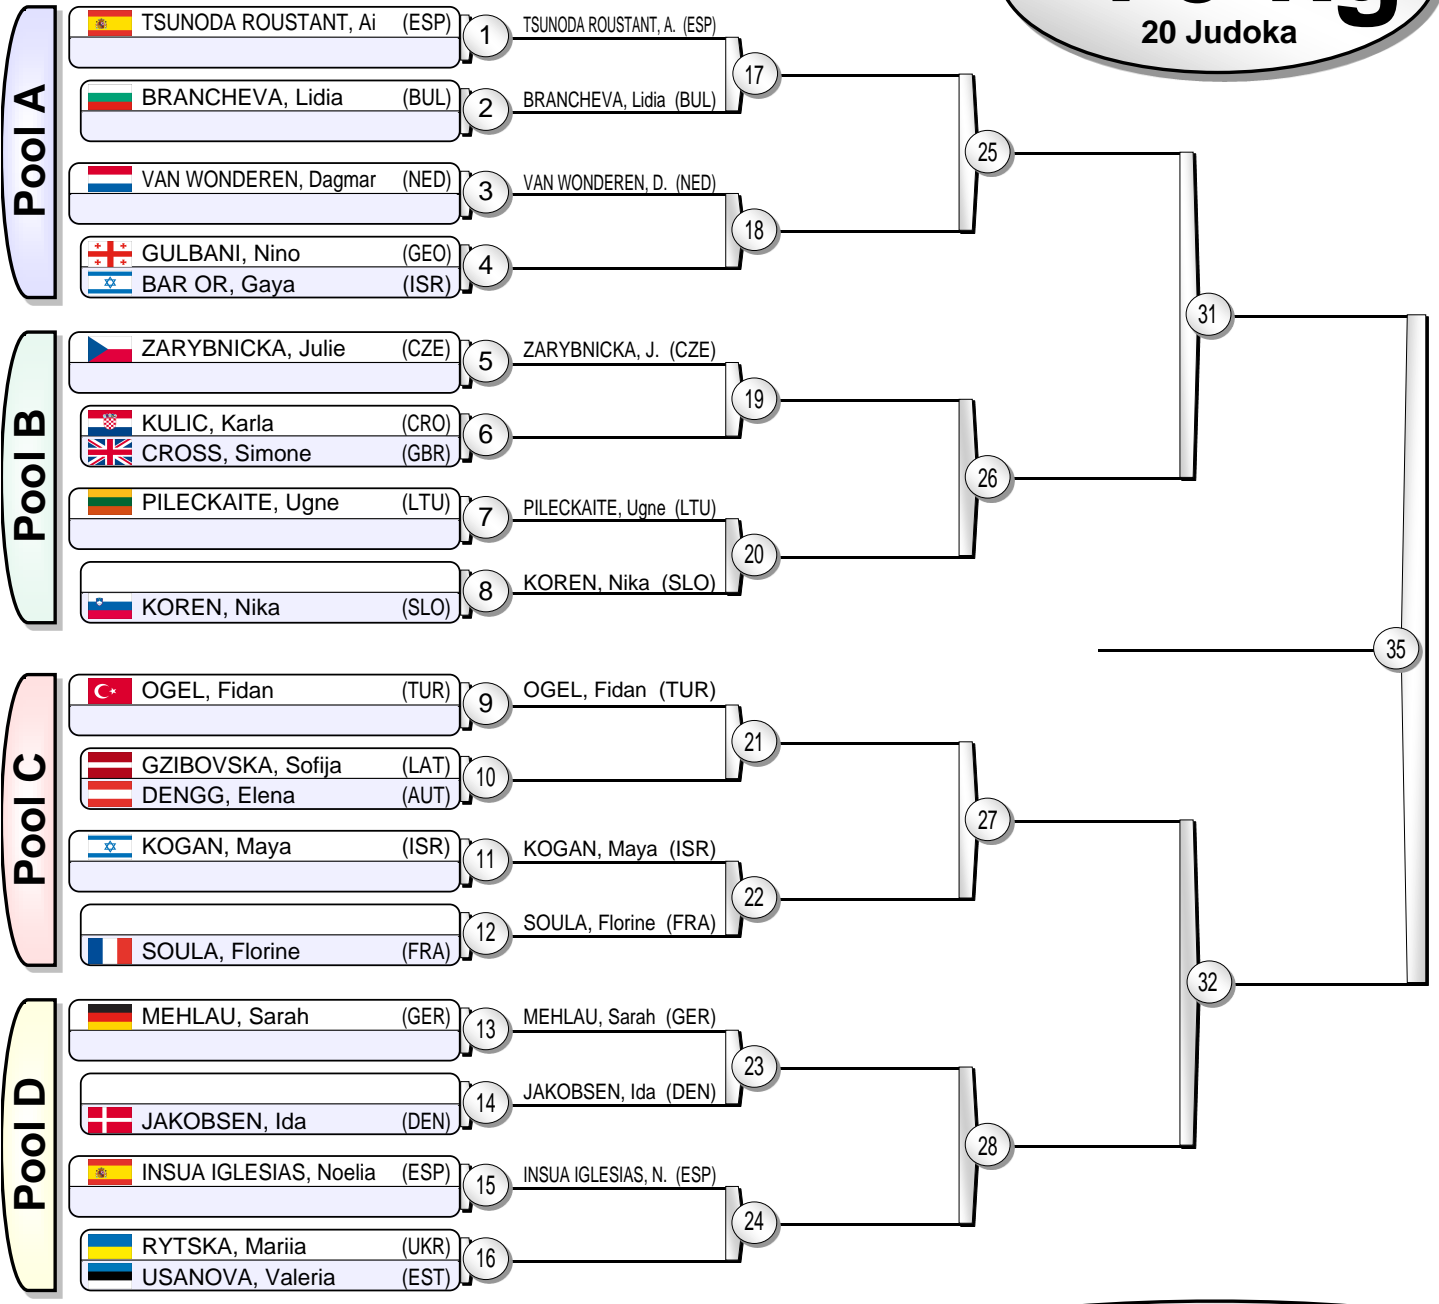 20 Judoka
Pool A
TSUNODA ROUSTANT, Ai (ESP)
1
TSUNODA ROUSTANT, A. (ESP)
17
BRANCHEVA, Lidia (BUL)
2
BRANCHEVA, Lidia (BUL)
25
VAN WONDEREN, Dagmar (NED)
3
VAN WONDEREN, D. (NED)
18
GULBANI, Nino (GEO)
4
BAR OR, Gaya (ISR)
31
Pool B
ZARYBNICKA, Julie (CZE)
5
ZARYBNICKA, J. (CZE)
19
KULIC, Karla (CRO)
6
CROSS, Simone (GBR)
26
PILECKAITE, Ugne (LTU)
7
PILECKAITE, Ugne (LTU)
20
8
KOREN, Nika (SLO)
KOREN, Nika (SLO)
35
Pool C
OGEL, Fidan (TUR)
9
OGEL, Fidan (TUR)
21
GZIBOVSKA, Sofija (LAT)
10
DENGG, Elena (AUT)
27
KOGAN, Maya (ISR)
11
KOGAN, Maya (ISR)
22
12
SOULA, Florine (FRA)
SOULA, Florine (FRA)
32
Pool D
MEHLAU, Sarah (GER)
13
MEHLAU, Sarah (GER)
23
14
JAKOBSEN, Ida (DEN)
JAKOBSEN, Ida (DEN)
28
INSUA IGLESIAS, Noelia (ESP)
15
INSUA IGLESIAS, N. (ESP)
24
RYTSKA, Mariia (UKR)
16
USANOVA, Valeria (EST)